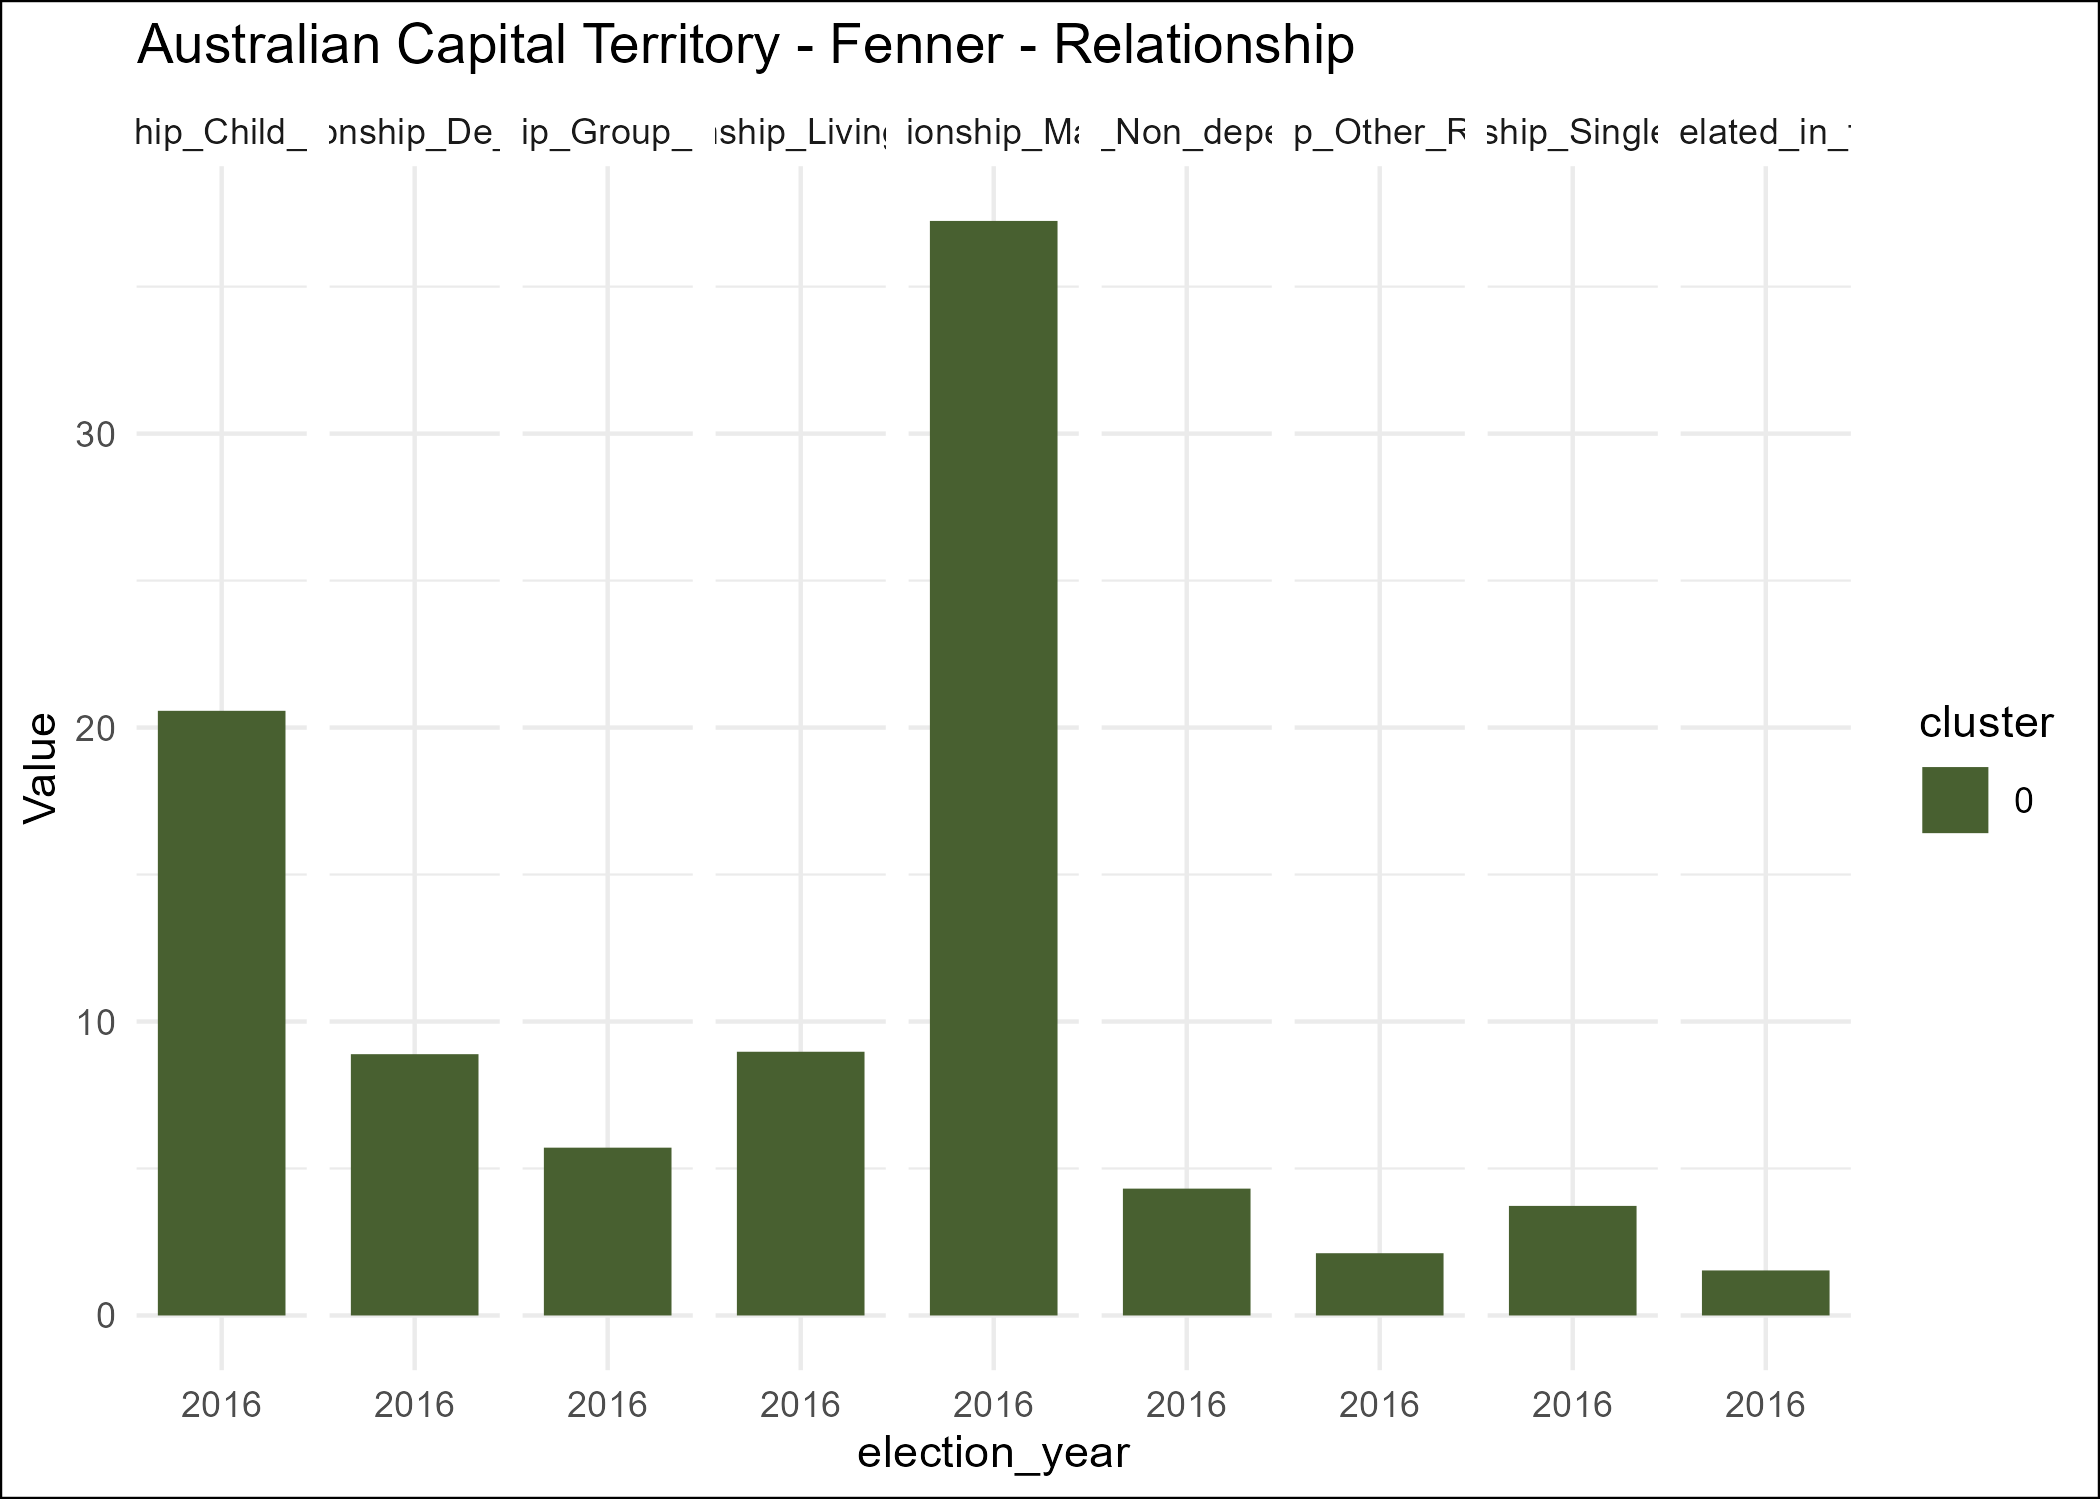 Australian Capital Territory - Fenner - Relationship
hip_Child_ onship_De_ ip_Group_ ship_Living ionship_Ma _Non_depe p_Other_R ship_Single elated_in_
30
20
10
0
Value
2016 2016 2016 2016 2016 2016 2016 2016 2016
election_year
cluster
0